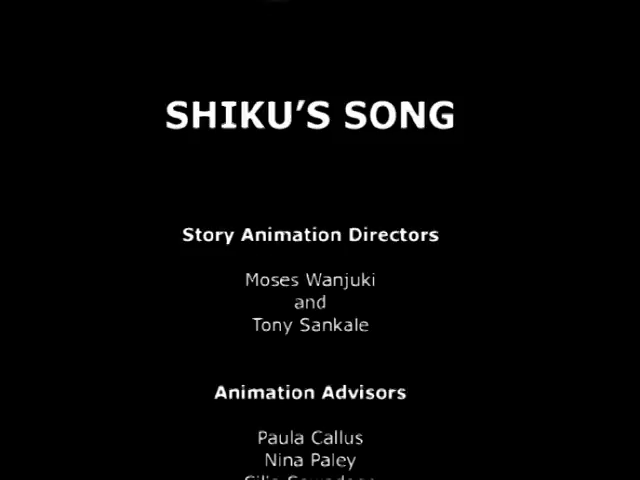 SHIKU'S SONG
Story Animation Directors
Moses Wanjuki
and
Tony Sankale
Animation Advisors
Paula Callus
Nina Paley